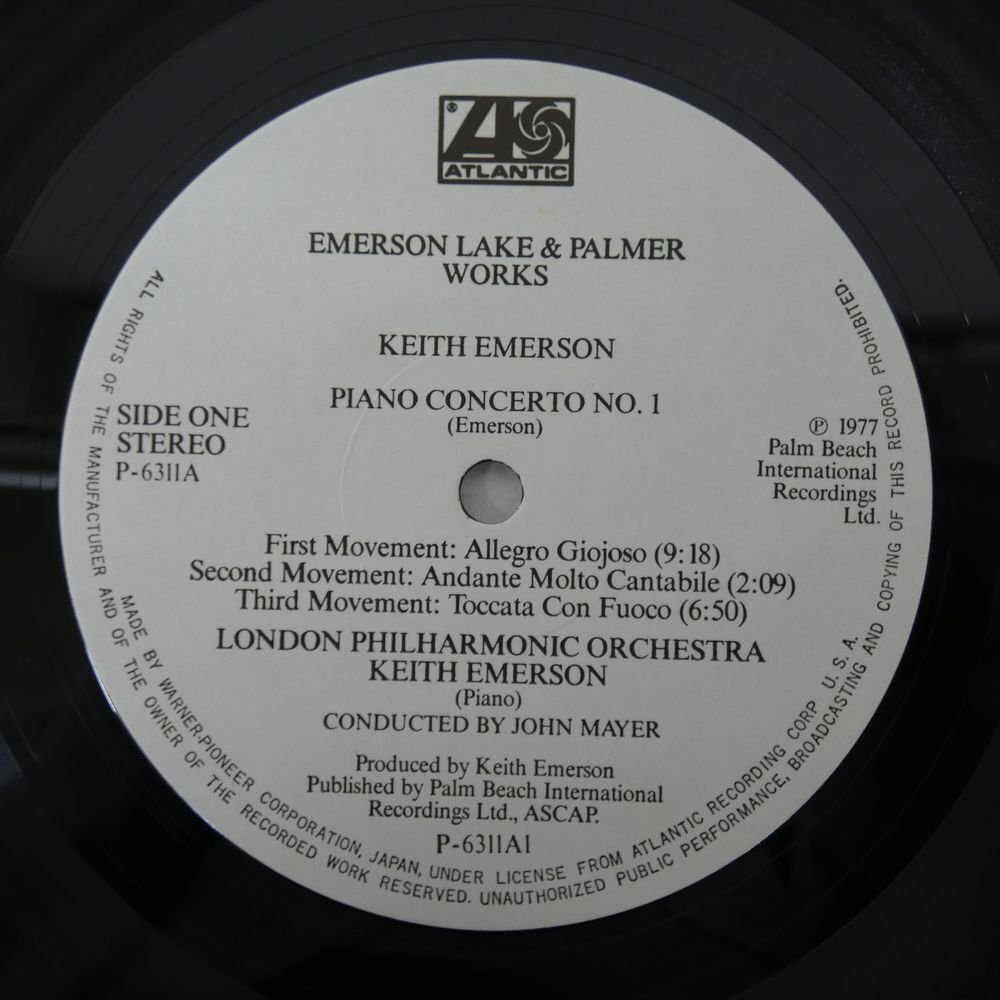 ® A
ATLANTIC
EMERSON LAKE & PALMER
WORKS
KEITH EMERSON
PIANO CONCERTO NO. 1
(Emerson)
SIDE ONE
STEREO
P-6311A
℗ 1977
Palm Beach
International
Recordings
Ltd.
First Movement: Allegro Giojoso (9:18)
Second Movement: Andante Molto Cantabile (2:09)
Third Movement: Toccata Con Fuoco (6:50)
LONDON PHILHARMONIC ORCHESTRA
KEITH EMERSON
(Piano)
CONDUCTED BY JOHN MAYER
Produced by Keith Emerson
Published by Palm Beach International
Recordings Ltd., ASCAP.
P-6311A1
MADE BY WARNER-PIONEER CORPORATION, JAPAN, UNDER LICENSE FROM ATLANTIC RECORDING CORP U.S.A.
ALL RIGHTS OF THE MANUFACTURER AND OF THE OWNER OF THE RECORDED WORK RESERVED. UNAUTHORIZED PUBLIC PERFORMANCE, BROADCASTING AND COPYING OF THIS RECORD PROHIBITED.